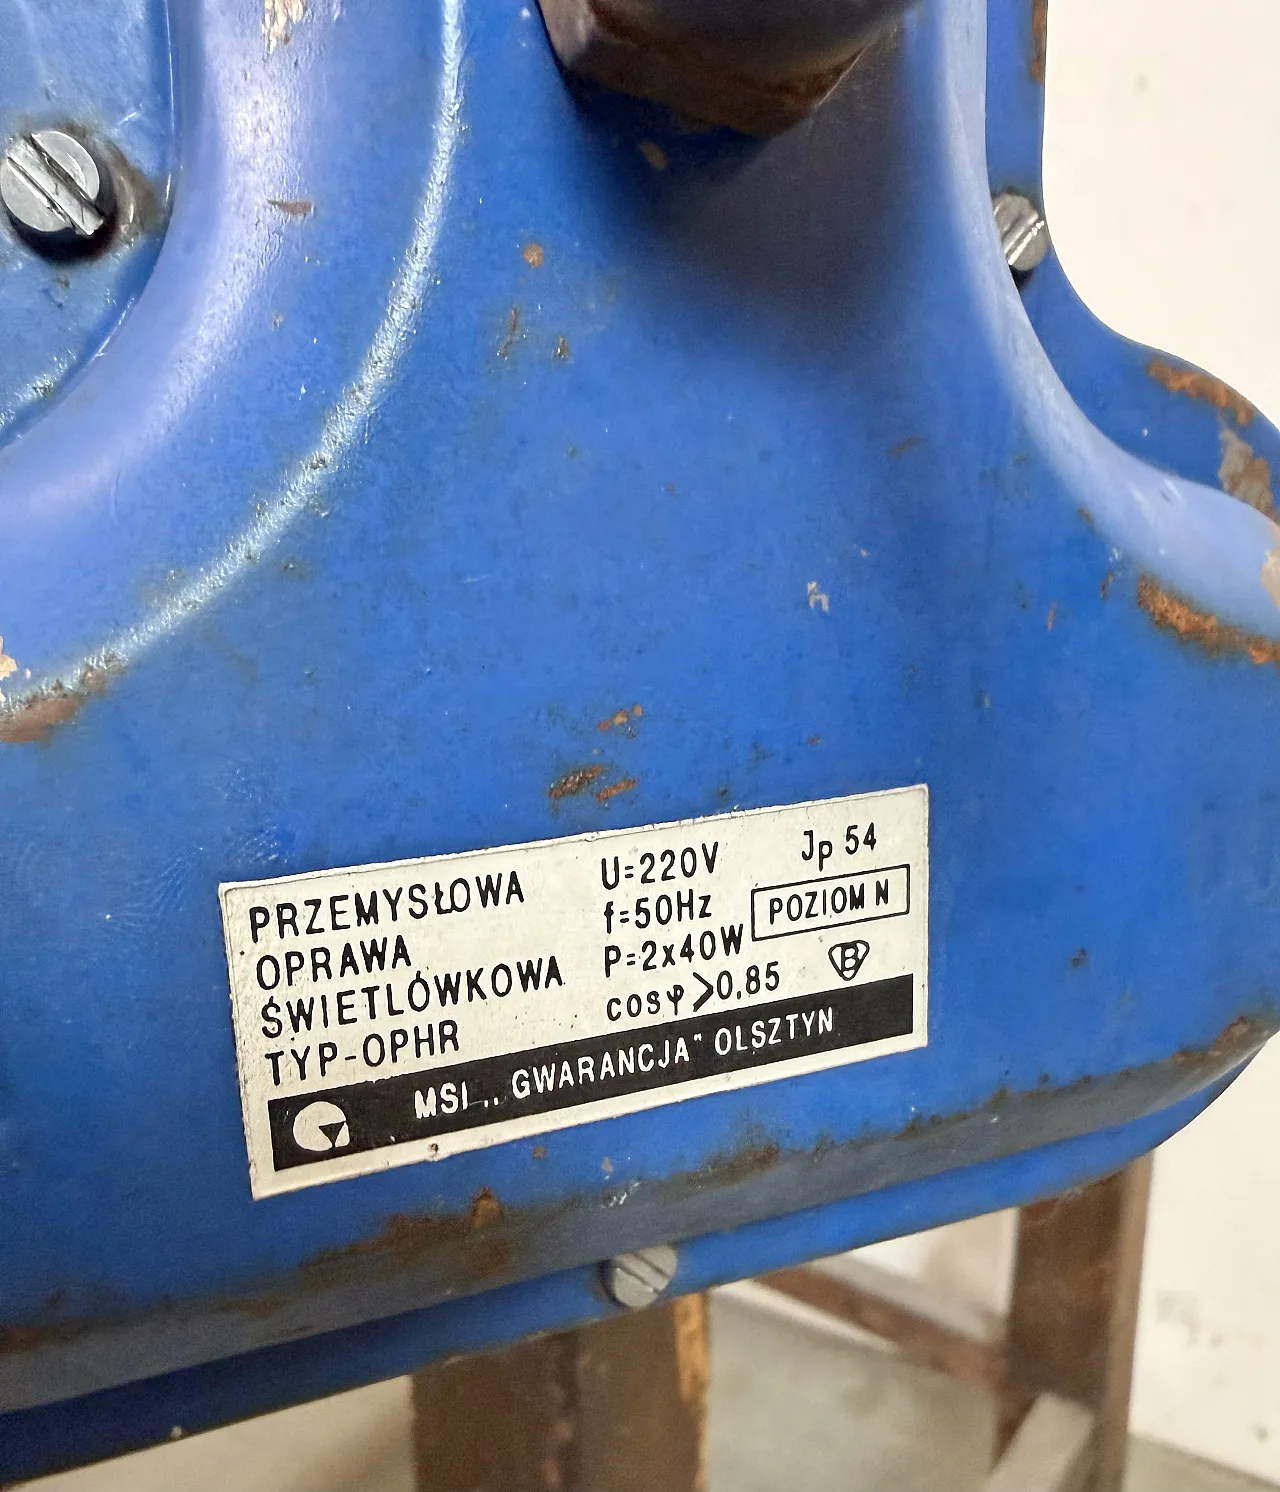 PRZEMYSŁOWA
OPRAWA
ŚWIETLÓWKOWA
TYP-OPHR
U=220V
f=50Hz
P=2x40W
cosφ>0,85
Jp 54
POZIOM N
B
MSI „GWARANCJA" OLSZTYN